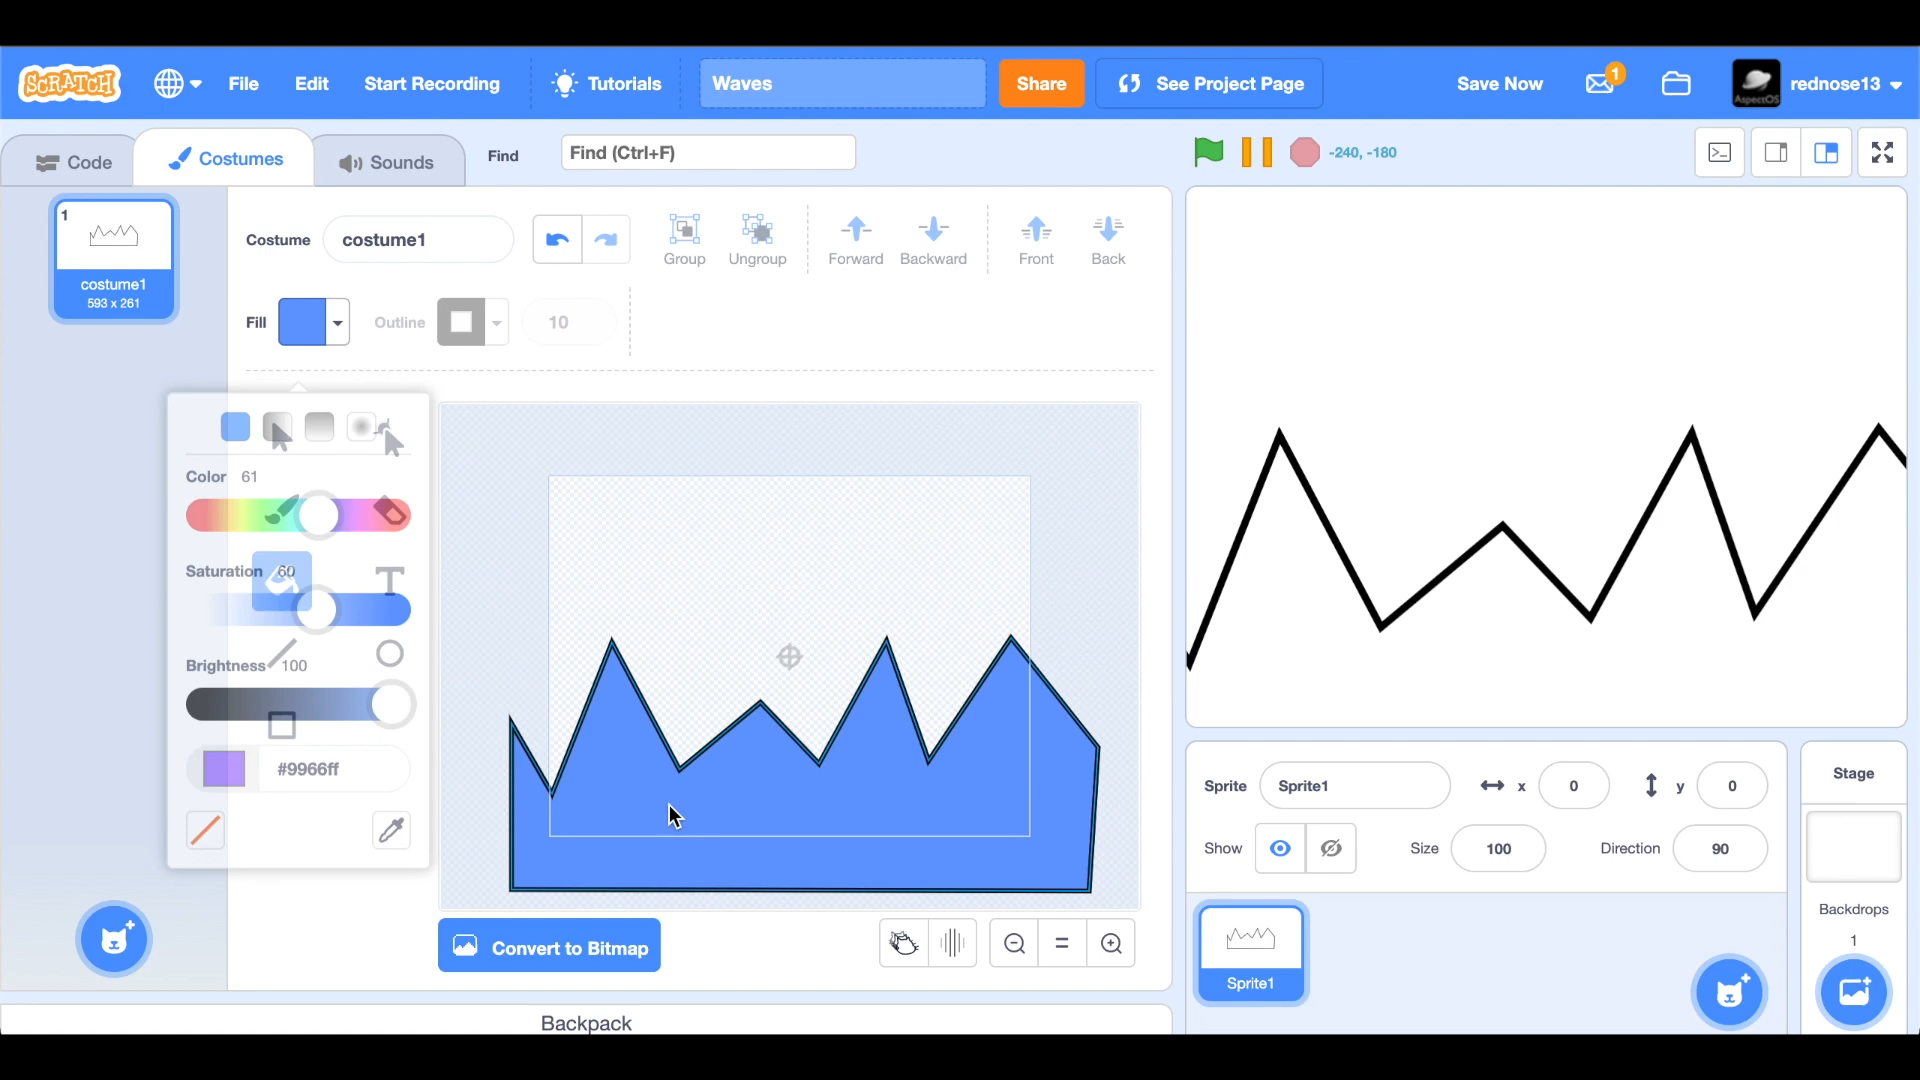 SCRATCH File Edit Start Recording Tutorials Waves Share See Project Page Save Now 1 AspectOS rednose13
Code Costumes Sounds Find Find (Ctrl+F) -240, -180
1
costume1
593 x 261
Costume costume1 Group Ungroup Forward Backward Front Back
Fill Outline 10
Color 61
Saturation 60
T
Brightness 100
#9966ff
Convert to Bitmap
Backpack
Sprite Sprite1 x 0 y 0
Show Size 100 Direction 90
Sprite1
Stage
Backdrops
1